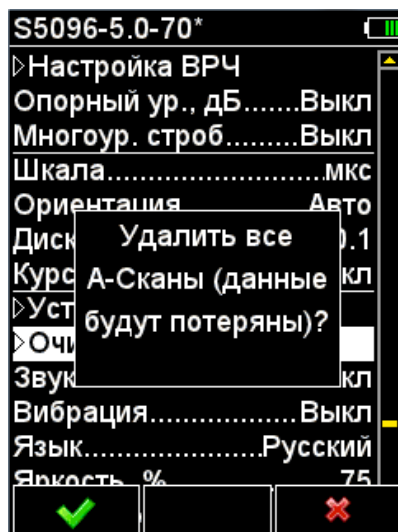 S5096-5.0-70*
Настройка ВРЧ
Опорный ур., дБ.......Выкл
Многоур. строб.........Выкл
Шкала..........................мкс
Ориентация Авто
Удалить все
А-Сканы (данные
будут потеряны)?
Вибрация..................Выкл
Язык......................Русский
Яркость, % 75